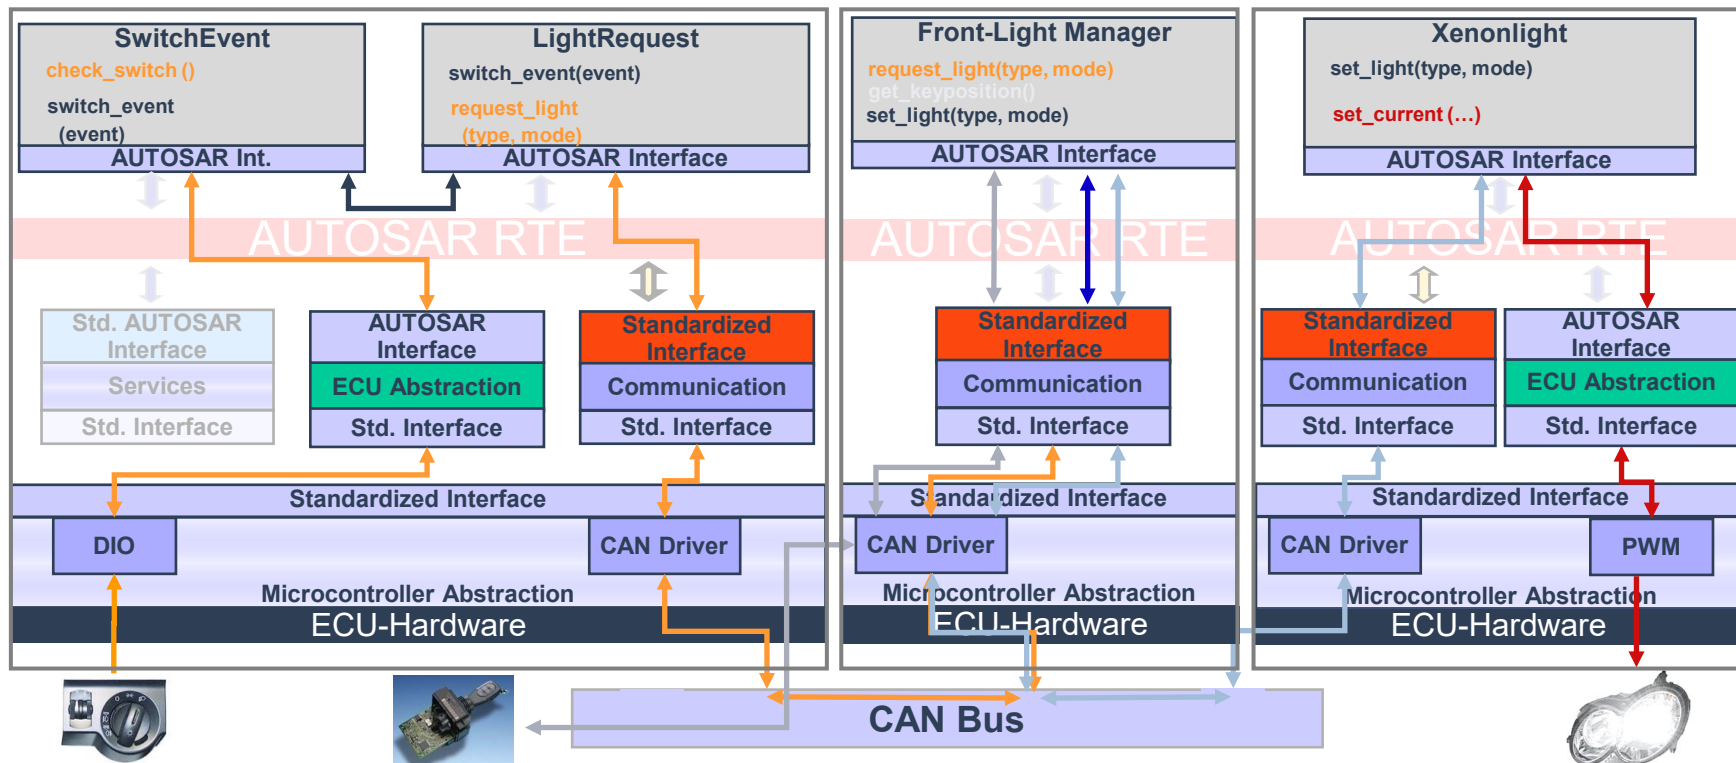 SwitchEvent
check_switch ()
switch_event
(event)
AUTOSAR Int.
LightRequest
switch_event(event)
request_light
(type, mode)
AUTOSAR Interface
AUTOSAR RTE
Std. AUTOSAR
Interface
Services
Std. Interface
AUTOSAR
Interface
ECU Abstraction
Std. Interface
Standardized
Interface
Communication
Std. Interface
Standardized Interface
DIO
CAN Driver
Microcontroller Abstraction
ECU-Hardware
Front-Light Manager
request_light(type, mode)
get_keyposition()
set_light(type, mode)
AUTOSAR Interface
AUTOSAR RTE
Standardized
Interface
Communication
Std. Interface
Standardized Interface
CAN Driver
Microcontroller Abstraction
ECU-Hardware
Xenonlight
set_light(type, mode)
set_current (...)
AUTOSAR Interface
AUTOSAR RTE
Standardized
Interface
Communication
Std. Interface
AUTOSAR
Interface
ECU Abstraction
Std. Interface
Standardized Interface
CAN Driver
PWM
Microcontroller Abstraction
ECU-Hardware
CAN Bus